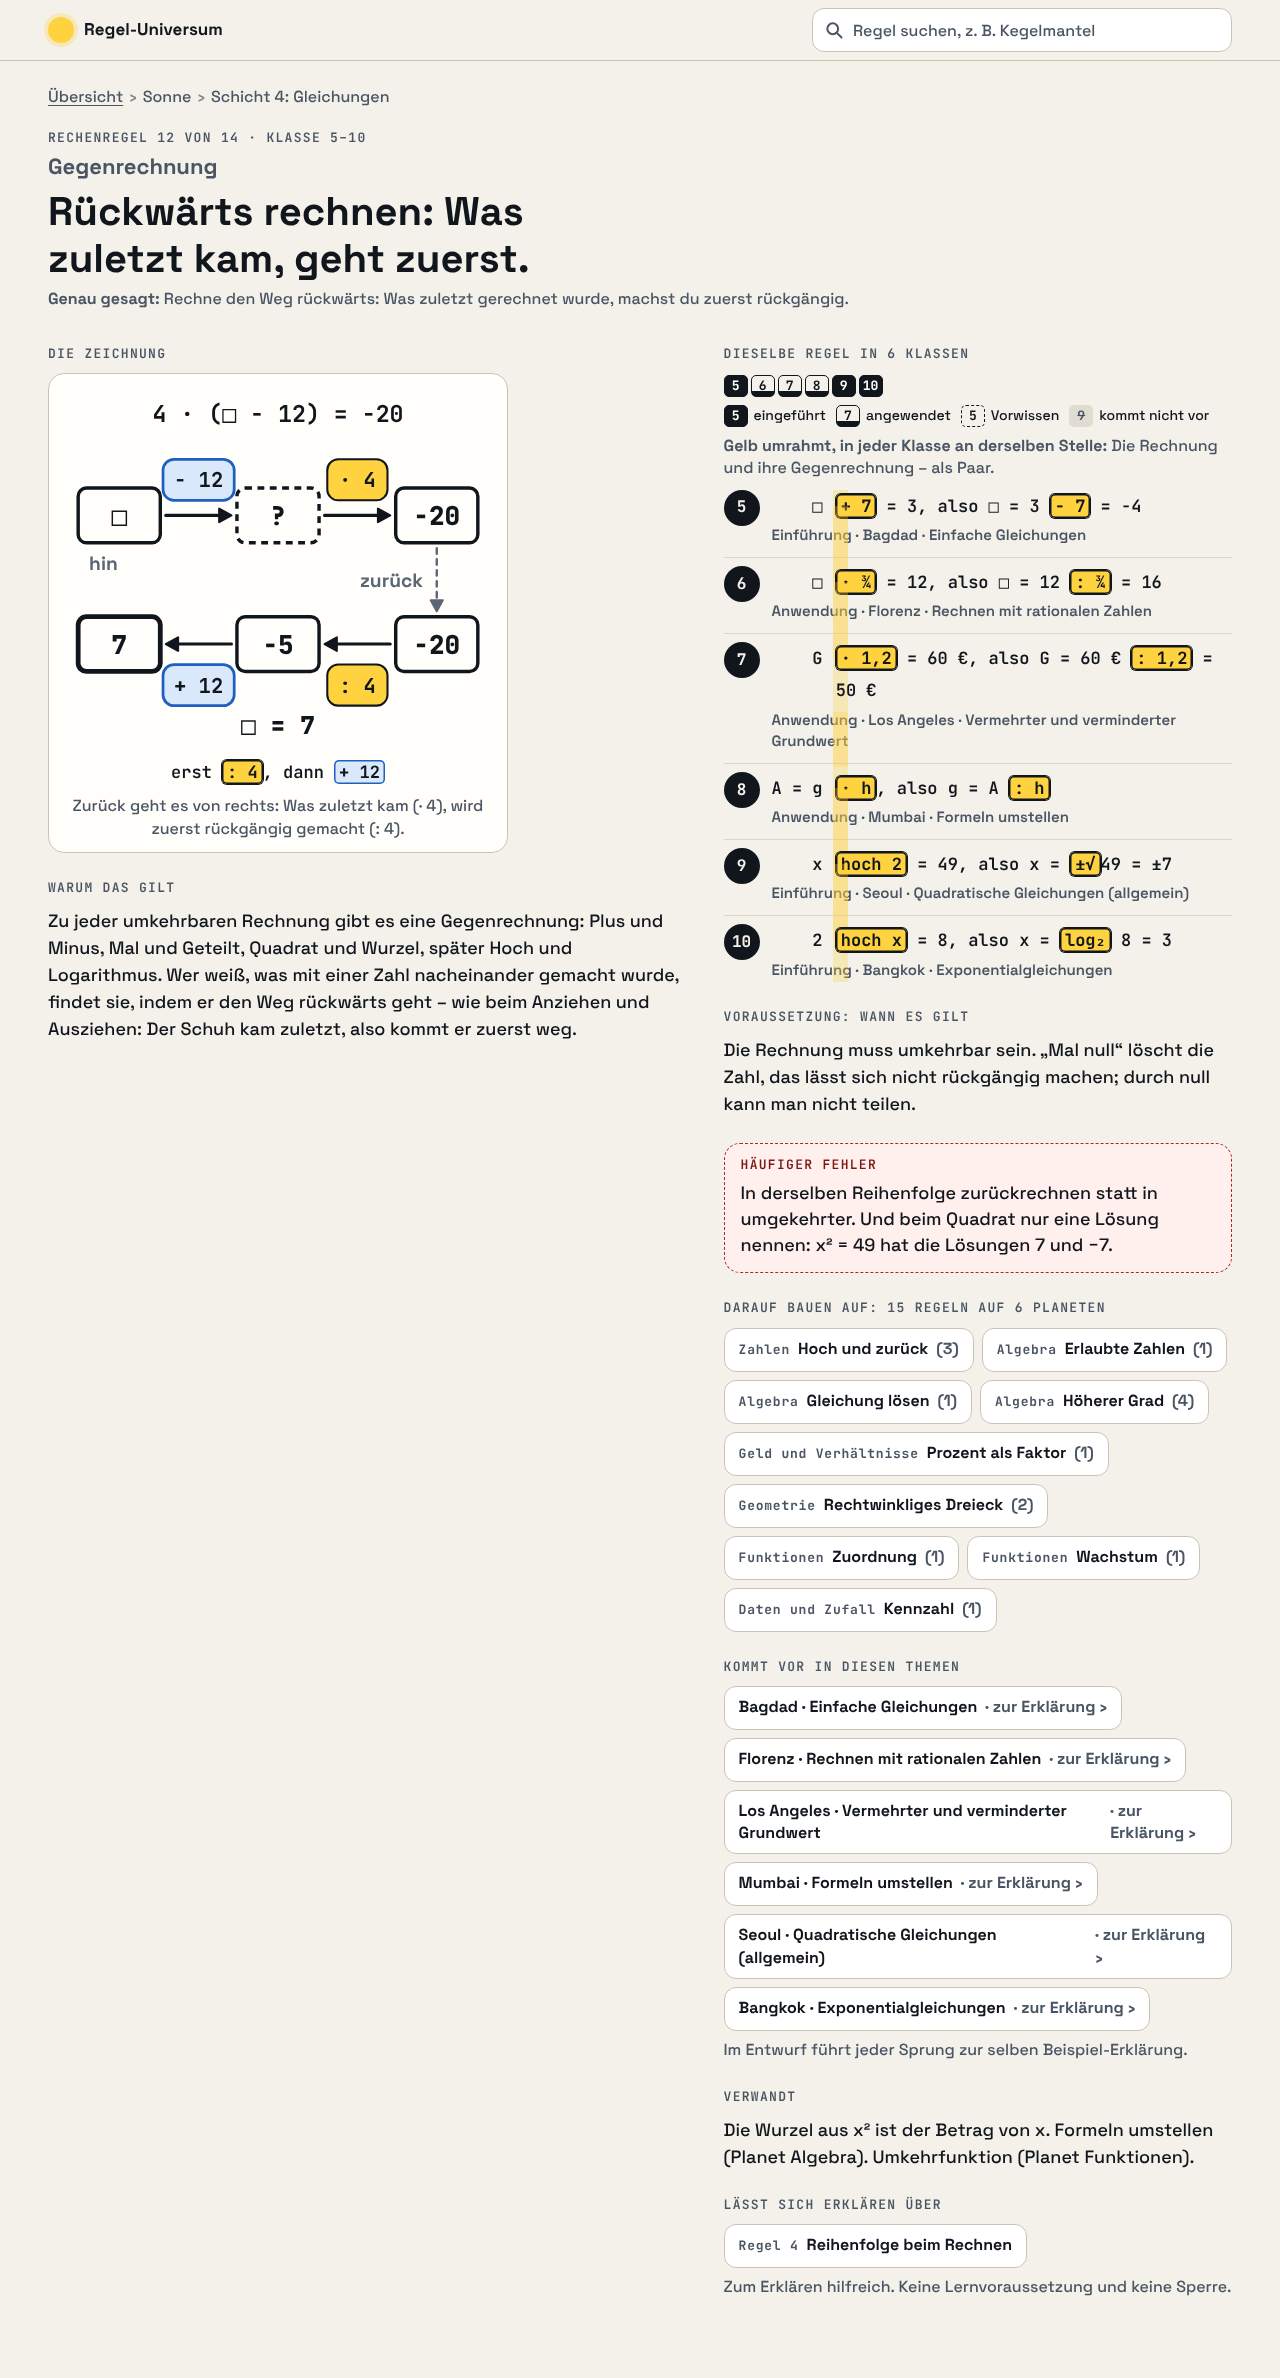 Regel-Universum
Regel suchen, z. B. Kegelmantel
Übersicht > Sonne > Schicht 4: Gleichungen
RECHENREGEL 12 VON 14 · KLASSE 5–10
Gegenrechnung
Rückwärts rechnen: Was
zuletzt kam, geht zuerst.
Genau gesagt: Rechne den Weg rückwärts: Was zuletzt gerechnet wurde, machst du zuerst rückgängig.
DIE ZEICHNUNG
4 · (□ - 12) = -20
- 12 · 4
□ ? -20
hin
zurück
7 -5 -20
+ 12 : 4
□ = 7
erst : 4, dann + 12
Zurück geht es von rechts: Was zuletzt kam (· 4), wird
zuerst rückgängig gemacht (: 4).
WARUM DAS GILT
Zu jeder umkehrbaren Rechnung gibt es eine Gegenrechnung: Plus und
Minus, Mal und Geteilt, Quadrat und Wurzel, später Hoch und
Logarithmus. Wer weiß, was mit einer Zahl nacheinander gemacht wurde,
findet sie, indem er den Weg rückwärts geht – wie beim Anziehen und
Ausziehen: Der Schuh kam zuletzt, also kommt er zuerst weg.
DIESELBE REGEL IN 6 KLASSEN
5 6 7 8 9 10
5 eingeführt 7 angewendet 5 Vorwissen 9 kommt nicht vor
Gelb umrahmt, in jeder Klasse an derselben Stelle: Die Rechnung
und ihre Gegenrechnung – als Paar.
5 □ + 7 = 3, also □ = 3 - 7 = -4
Einführung · Bagdad · Einfache Gleichungen
6 □ · ¾ = 12, also □ = 12 : ¾ = 16
Anwendung · Florenz · Rechnen mit rationalen Zahlen
7 G · 1,2 = 60 €, also G = 60 € : 1,2 =
50 €
Anwendung · Los Angeles · Vermehrter und verminderter
Grundwert
8 A = g · h, also g = A : h
Anwendung · Mumbai · Formeln umstellen
9 x hoch 2 = 49, also x = ±√49 = ±7
Einführung · Seoul · Quadratische Gleichungen (allgemein)
10 2 hoch x = 8, also x = log₂ 8 = 3
Einführung · Bangkok · Exponentialgleichungen
VORAUSSETZUNG: WANN ES GILT
Die Rechnung muss umkehrbar sein. „Mal null“ löscht die
Zahl, das lässt sich nicht rückgängig machen; durch null
kann man nicht teilen.
HÄUFIGER FEHLER
In derselben Reihenfolge zurückrechnen statt in
umgekehrter. Und beim Quadrat nur eine Lösung
nennen: x² = 49 hat die Lösungen 7 und −7.
DARAUF BAUEN AUF: 15 REGELN AUF 6 PLANETEN
Zahlen Hoch und zurück (3) Algebra Erlaubte Zahlen (1)
Algebra Gleichung lösen (1) Algebra Höherer Grad (4)
Geld und Verhältnisse Prozent als Faktor (1)
Geometrie Rechtwinkliges Dreieck (2)
Funktionen Zuordnung (1) Funktionen Wachstum (1)
Daten und Zufall Kennzahl (1)
KOMMT VOR IN DIESEN THEMEN
Bagdad · Einfache Gleichungen · zur Erklärung >
Florenz · Rechnen mit rationalen Zahlen · zur Erklärung >
Los Angeles · Vermehrter und verminderter · zur
Grundwert Erklärung >
Mumbai · Formeln umstellen · zur Erklärung >
Seoul · Quadratische Gleichungen · zur Erklärung
(allgemein) >
Bangkok · Exponentialgleichungen · zur Erklärung >
Im Entwurf führt jeder Sprung zur selben Beispiel-Erklärung.
VERWANDT
Die Wurzel aus x² ist der Betrag von x. Formeln umstellen
(Planet Algebra). Umkehrfunktion (Planet Funktionen).
LÄSST SICH ERKLÄREN ÜBER
Regel 4 Reihenfolge beim Rechnen
Zum Erklären hilfreich. Keine Lernvoraussetzung und keine Sperre.